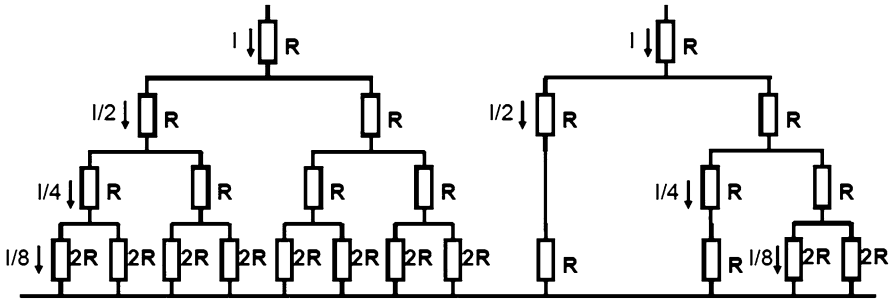 I R I R
I/2 R R I/2 R R
I/4 R R R R I/4 R R
I/8 2R 2R 2R 2R 2R 2R 2R 2R R R I/8 2R 2R